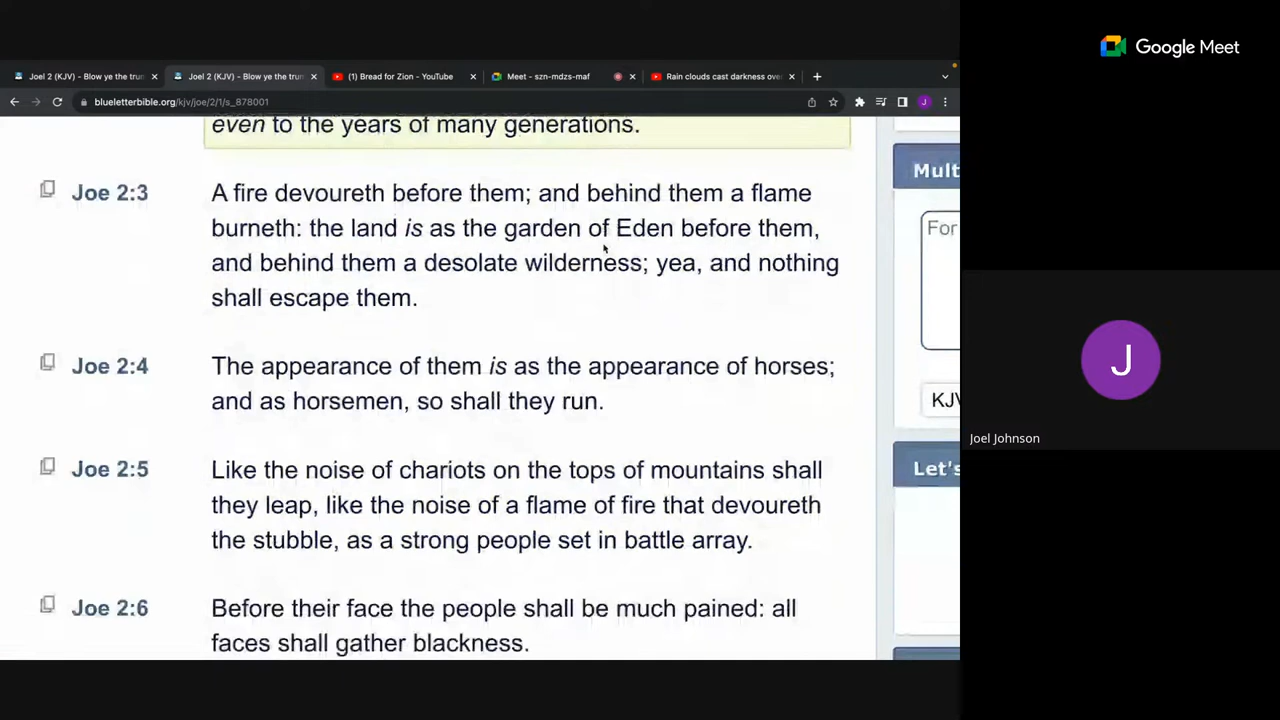 Google Meet
Joel 2 (KJV) - Blow ye the trum
Joel 2 (KJV) - Blow ye the trum
(1) Bread for Zion - YouTube
Meet - szn-mdzs-maf
Rain clouds cast darkness ove
blueletterbible.org/kjv/joe/2/1/s_878001
J
even to the years of many generations.
Joe 2:3
A fire devoureth before them; and behind them a flame
burneth: the land is as the garden of Eden before them,
and behind them a desolate wilderness; yea, and nothing
shall escape them.
Joe 2:4
The appearance of them is as the appearance of horses;
and as horsemen, so shall they run.
Joe 2:5
Like the noise of chariots on the tops of mountains shall
they leap, like the noise of a flame of fire that devoureth
the stubble, as a strong people set in battle array.
Joe 2:6
Before their face the people shall be much pained: all
faces shall gather blackness.
Mult
For
KJV
Let's
J
Joel Johnson